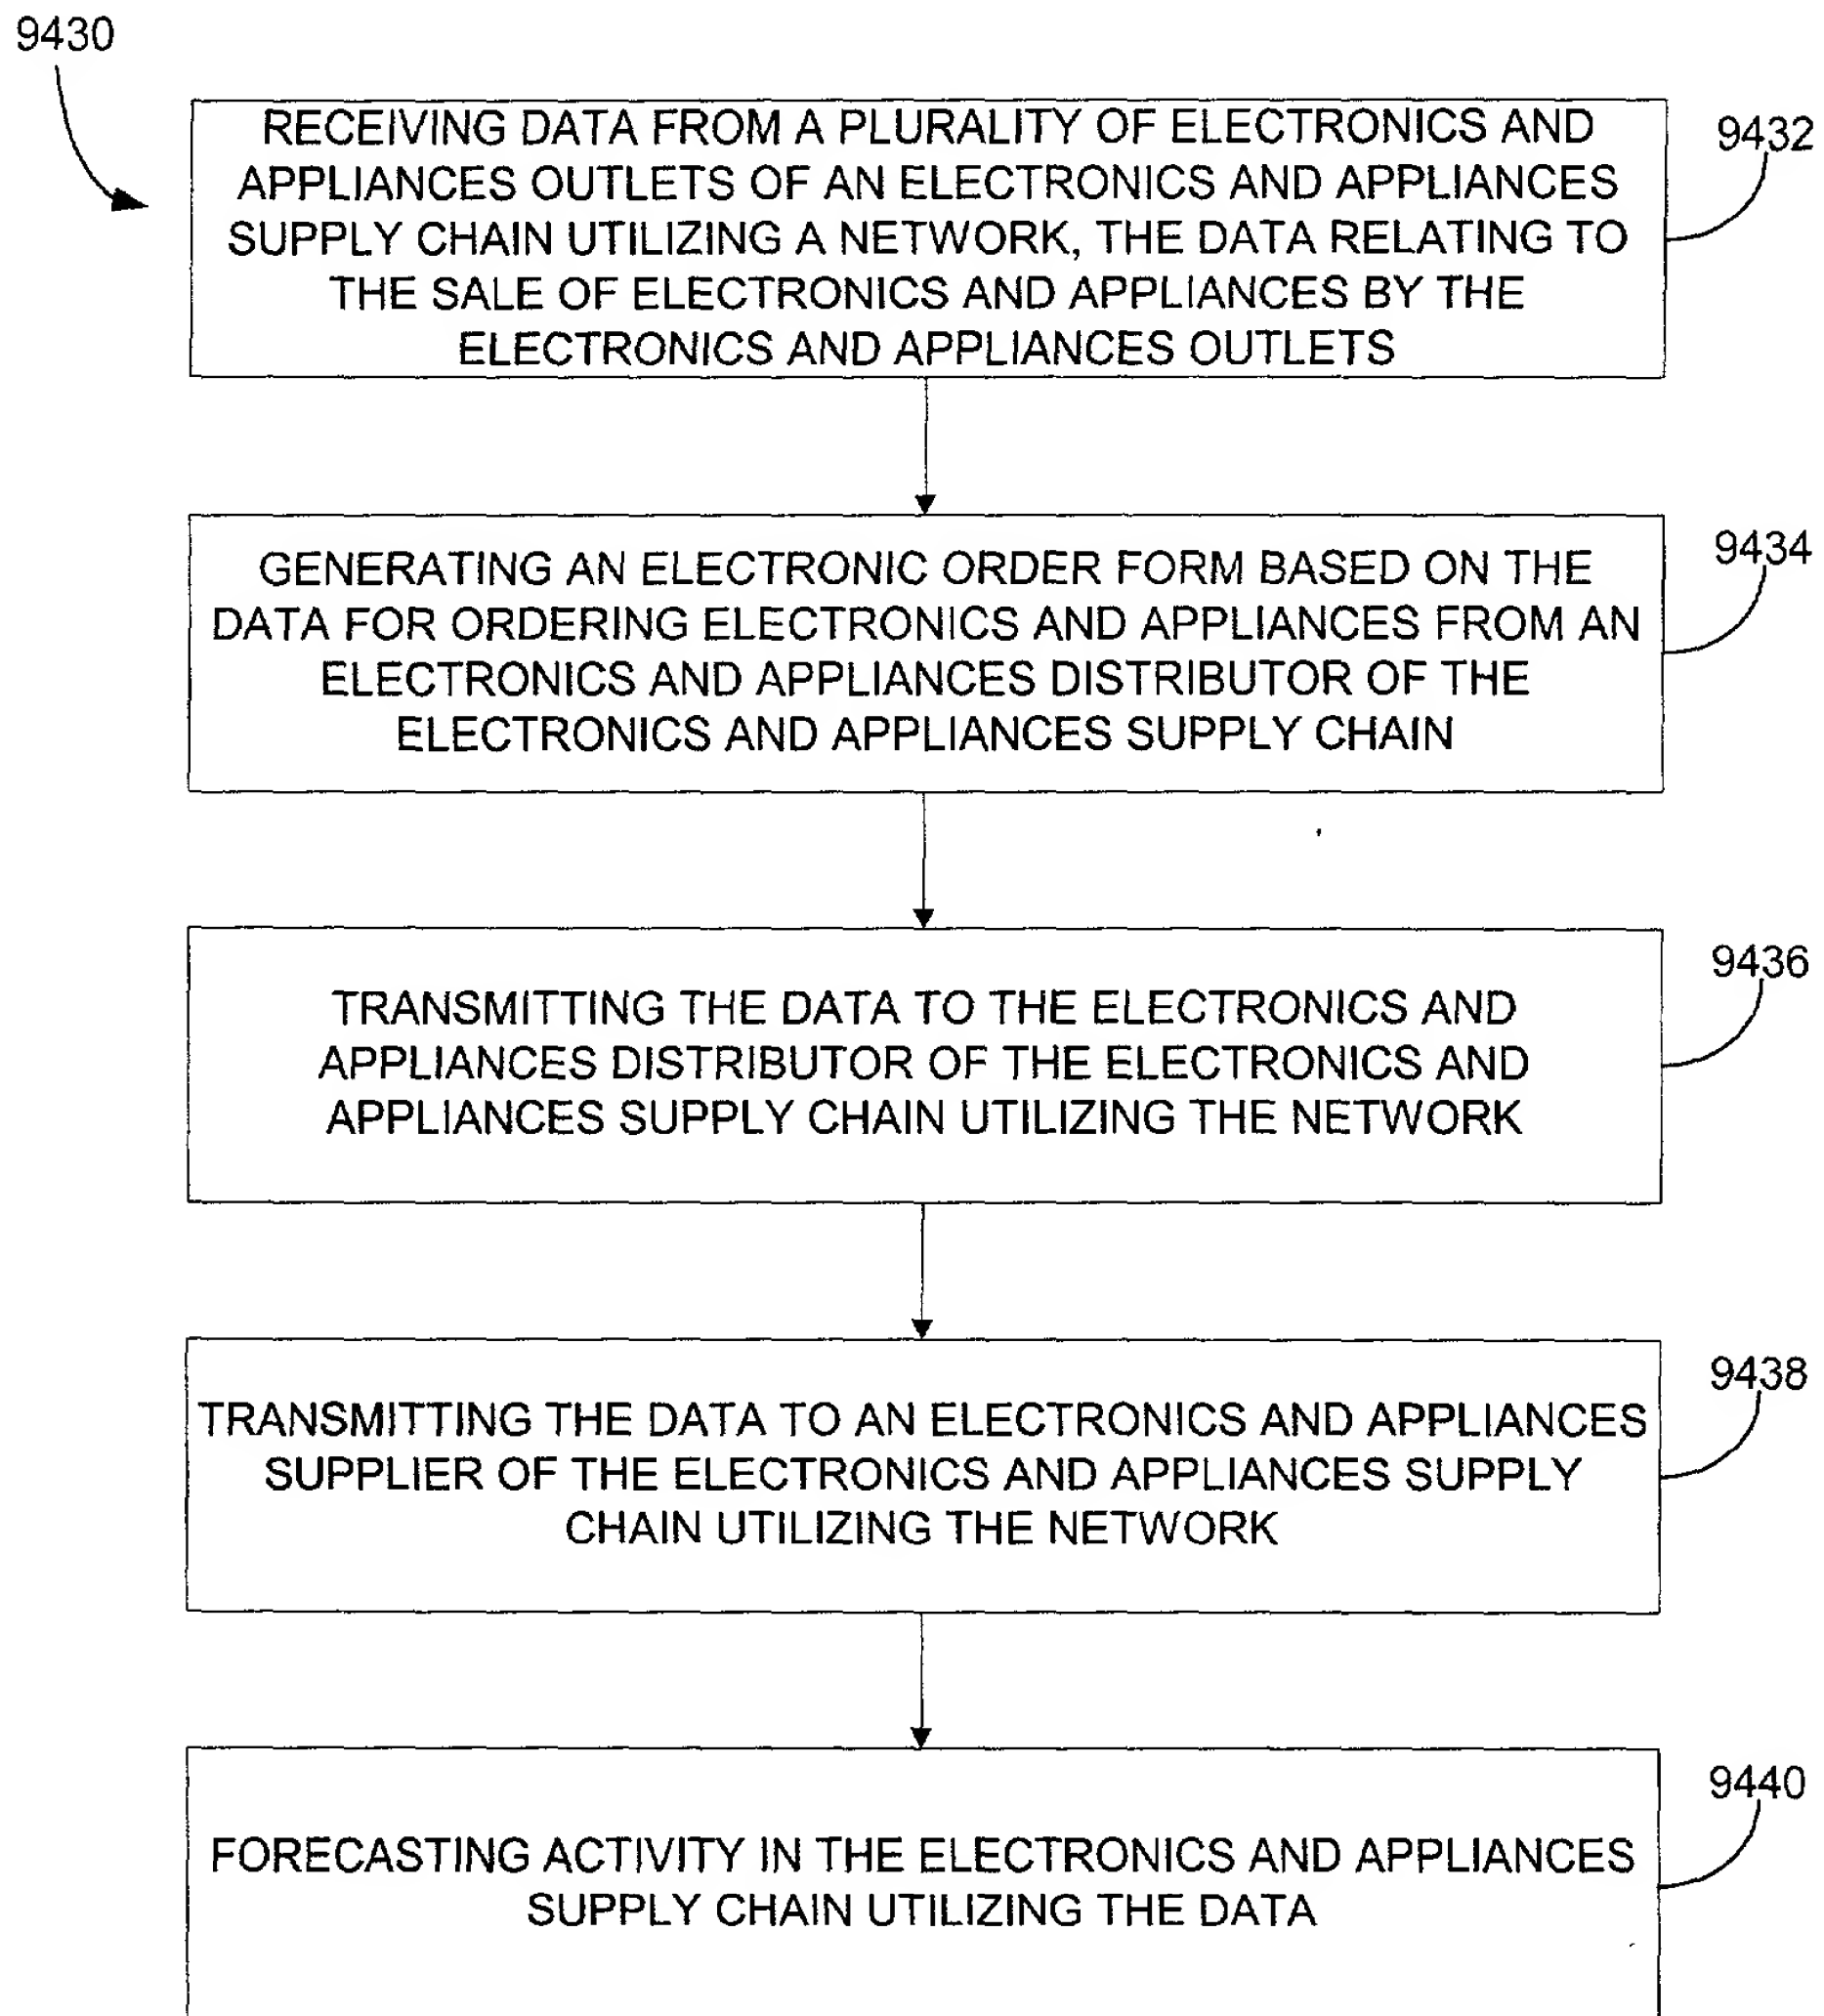 9430
RECEIVING DATA FROM A PLURALITY OF ELECTRONICS AND
APPLIANCES OUTLETS OF AN ELECTRONICS AND APPLIANCES
SUPPLY CHAIN UTILIZING A NETWORK, THE DATA RELATING TO
THE SALE OF ELECTRONICS AND APPLIANCES BY THE
ELECTRONICS AND APPLIANCES OUTLETS
9432
GENERATING AN ELECTRONIC ORDER FORM BASED ON THE
DATA FOR ORDERING ELECTRONICS AND APPLIANCES FROM AN
ELECTRONICS AND APPLIANCES DISTRIBUTOR OF THE
ELECTRONICS AND APPLIANCES SUPPLY CHAIN
9434
TRANSMITTING THE DATA TO THE ELECTRONICS AND
APPLIANCES DISTRIBUTOR OF THE ELECTRONICS AND
APPLIANCES SUPPLY CHAIN UTILIZING THE NETWORK
9436
TRANSMITTING THE DATA TO AN ELECTRONICS AND APPLIANCES
SUPPLIER OF THE ELECTRONICS AND APPLIANCES SUPPLY
CHAIN UTILIZING THE NETWORK
9438
FORECASTING ACTIVITY IN THE ELECTRONICS AND APPLIANCES
SUPPLY CHAIN UTILIZING THE DATA
9440